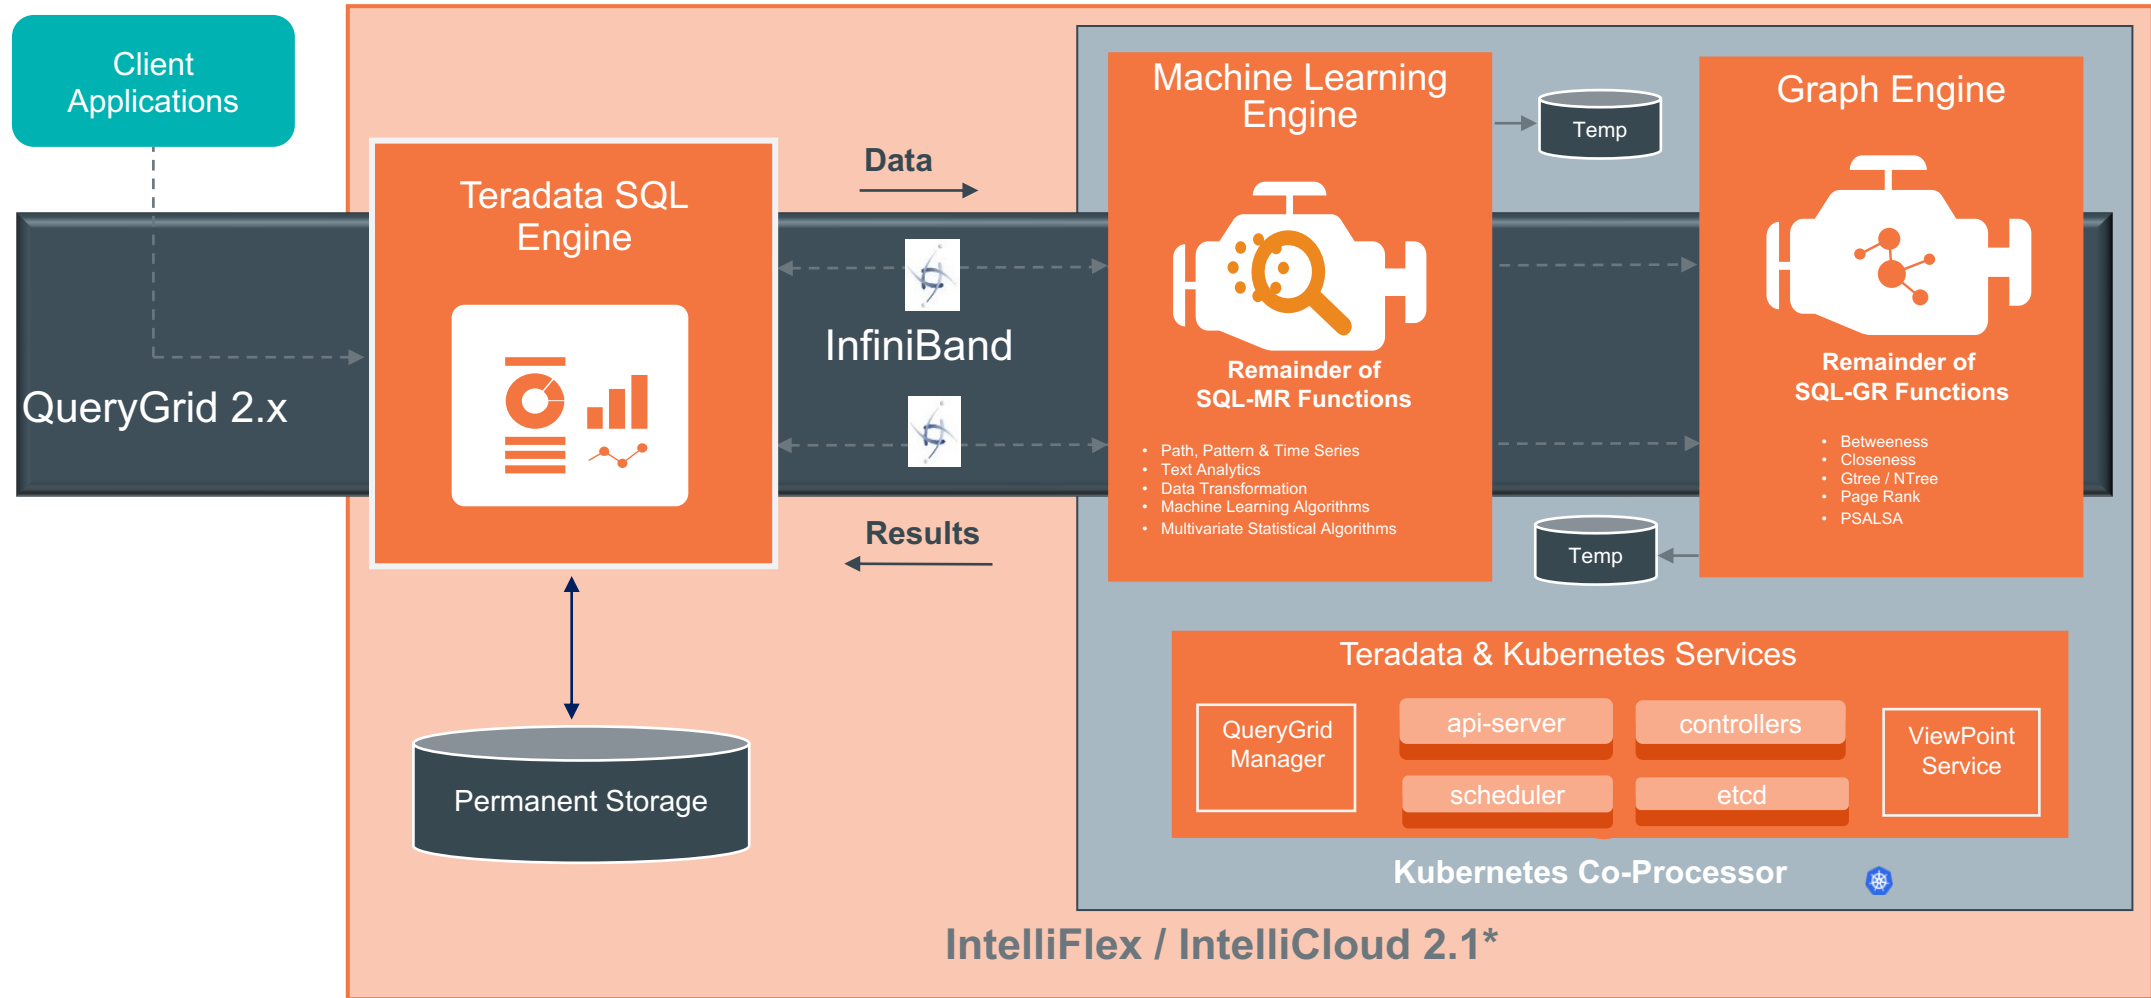 Client
Applications
QueryGrid 2.x
Teradata SQL
Engine
Permanent Storage
Data
InfiniBand
Results
Machine Learning
Engine
Remainder of
SQL-MR Functions
• Path, Pattern & Time Series
• Text Analytics
• Data Transformation
• Machine Learning Algorithms
• Multivariate Statistical Algorithms
Temp
Temp
Graph Engine
Remainder of
SQL-GR Functions
• Betweeness
• Closeness
• Gtree / NTree
• Page Rank
• PSALSA
Teradata & Kubernetes Services
QueryGrid
Manager
api-server
controllers
scheduler
etcd
ViewPoint
Service
Kubernetes Co-Processor
IntelliFlex / IntelliCloud 2.1*